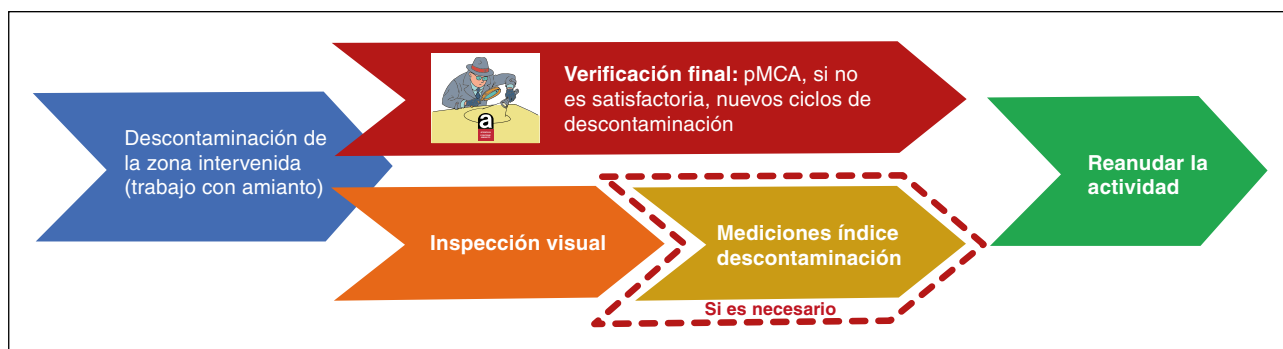 Descontaminación de
la zona intervenida
(trabajo con amianto)
Verificación final: pMCA, si no
es satisfactoria, nuevos ciclos de
descontaminación
a
Inspección visual
Mediciones índice
descontaminación
Si es necesario
Reanudar la
actividad